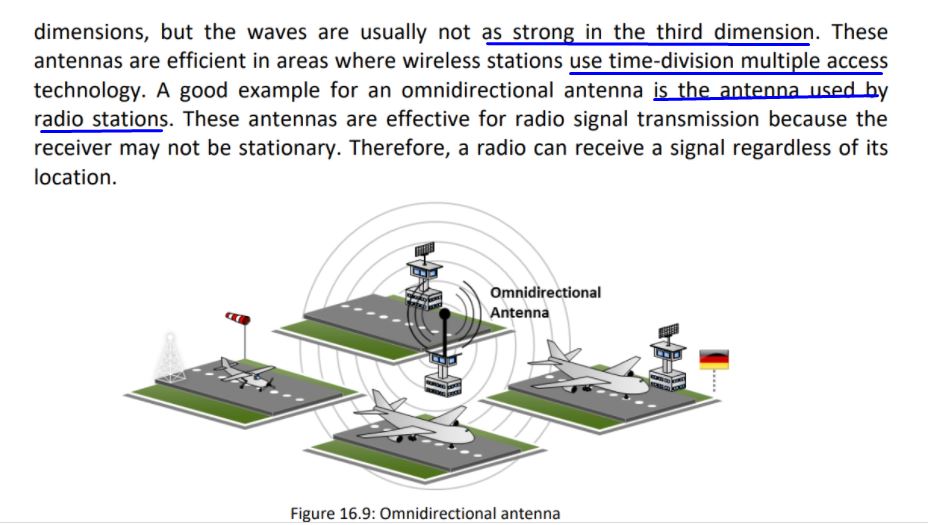 dimensions, but the waves are usually not as strong in the third dimension. These
antennas are efficient in areas where wireless stations use time-division multiple access
technology. A good example for an omnidirectional antenna is the antenna used by
radio stations. These antennas are effective for radio signal transmission because the
receiver may not be stationary. Therefore, a radio can receive a signal regardless of its
location.
Omnidirectional
Antenna
Figure 16.9: Omnidirectional antenna